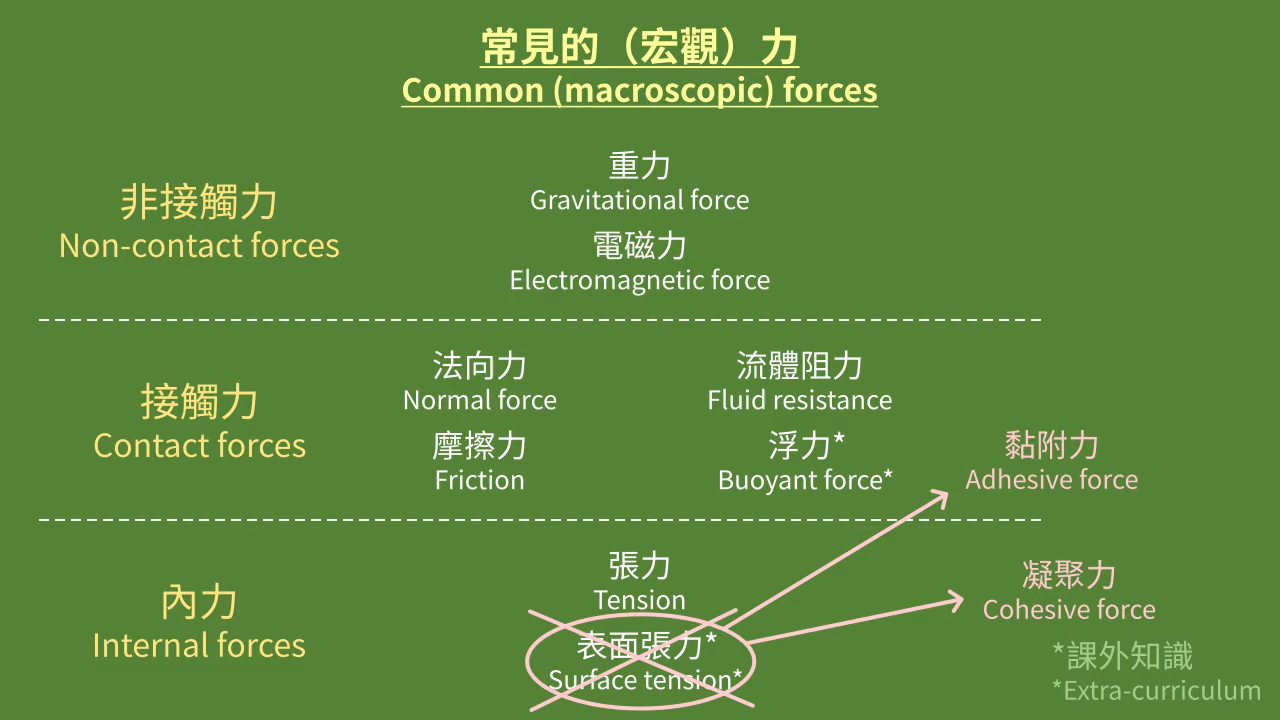 常見的（宏觀）力
Common (macroscopic) forces
非接觸力
Non-contact forces
重力
Gravitational force
電磁力
Electromagnetic force
接觸力
Contact forces
法向力
Normal force
摩擦力
Friction
流體阻力
Fluid resistance
浮力*
Buoyant force*
黏附力
Adhesive force
內力
Internal forces
張力
Tension
表面張力*
Surface tension*
凝聚力
Cohesive force
*課外知識
*Extra-curriculum